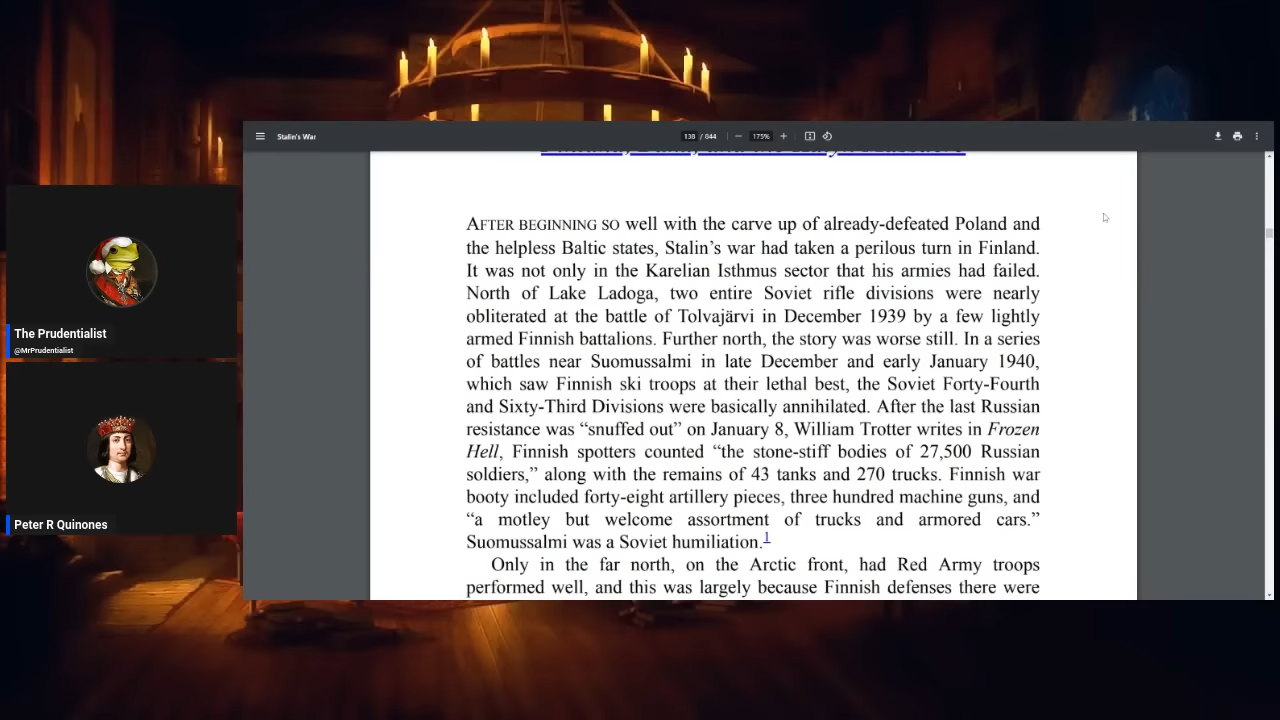 Stalin's War
138 / 844
175%
AFTER BEGINNING SO well with the carve up of already-defeated Poland and
the helpless Baltic states, Stalin's war had taken a perilous turn in Finland.
It was not only in the Karelian Isthmus sector that his armies had failed.
North of Lake Ladoga, two entire Soviet rifle divisions were nearly
obliterated at the battle of Tolvajärvi in December 1939 by a few lightly
armed Finnish battalions. Further north, the story was worse still. In a series
of battles near Suomussalmi in late December and early January 1940,
which saw Finnish ski troops at their lethal best, the Soviet Forty-Fourth
and Sixty-Third Divisions were basically annihilated. After the last Russian
resistance was “snuffed out” on January 8, William Trotter writes in Frozen
Hell, Finnish spotters counted “the stone-stiff bodies of 27,500 Russian
soldiers,” along with the remains of 43 tanks and 270 trucks. Finnish war
booty included forty-eight artillery pieces, three hundred machine guns, and
“a motley but welcome assortment of trucks and armored cars.”
Suomussalmi was a Soviet humiliation.1
Only in the far north, on the Arctic front, had Red Army troops
performed well, and this was largely because Finnish defenses there were
The Prudentialist
@MrPrudentialist
Peter R Quinones